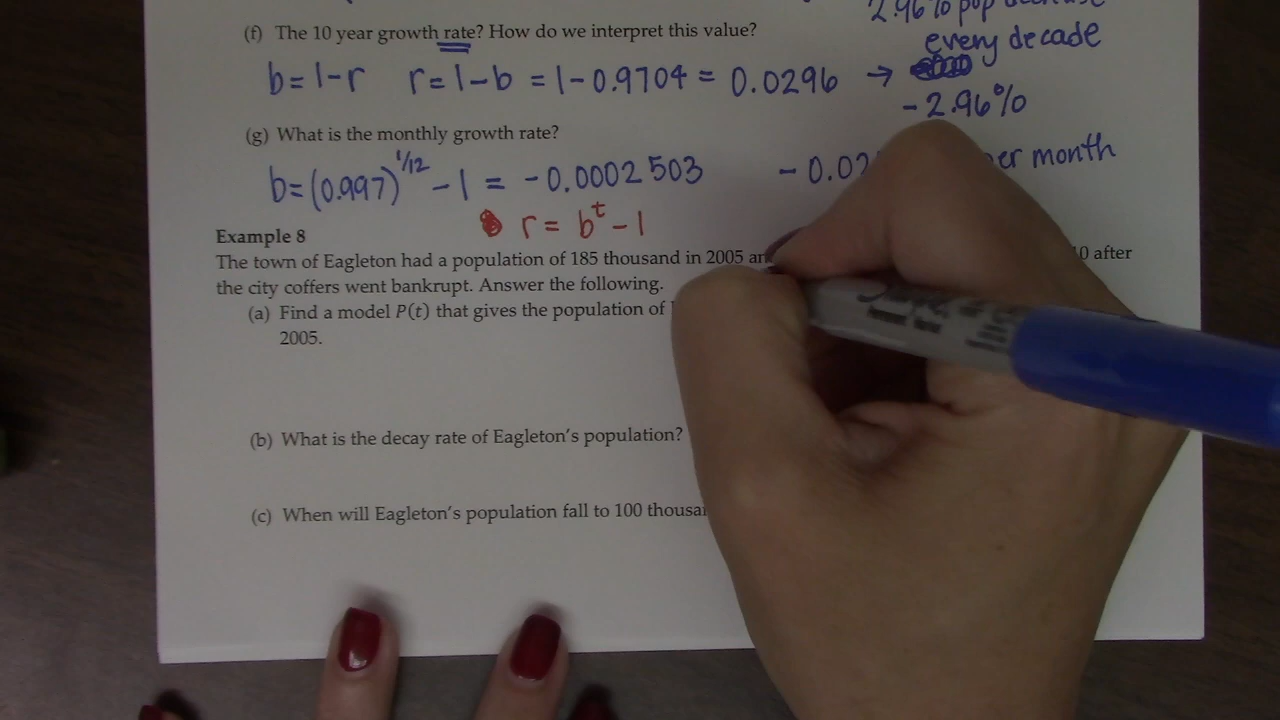 2.96% pop
(f) The 10 year growth rate? How do we interpret this value?
every decade
b=1-r r=1-b = 1-0.9704 = 0.0296 →
-2.96%
(g) What is the monthly growth rate?
b=(0.997)^1/12 -1 = -0.0002503 -0.02 per month
r = b^t -1
Example 8
The town of Eagleton had a population of 185 thousand in 2005 0 after
the city coffers went bankrupt. Answer the following.
(a) Find a model P(t) that gives the population of
2005.
(b) What is the decay rate of Eagleton's population?
(c) When will Eagleton's population fall to 100